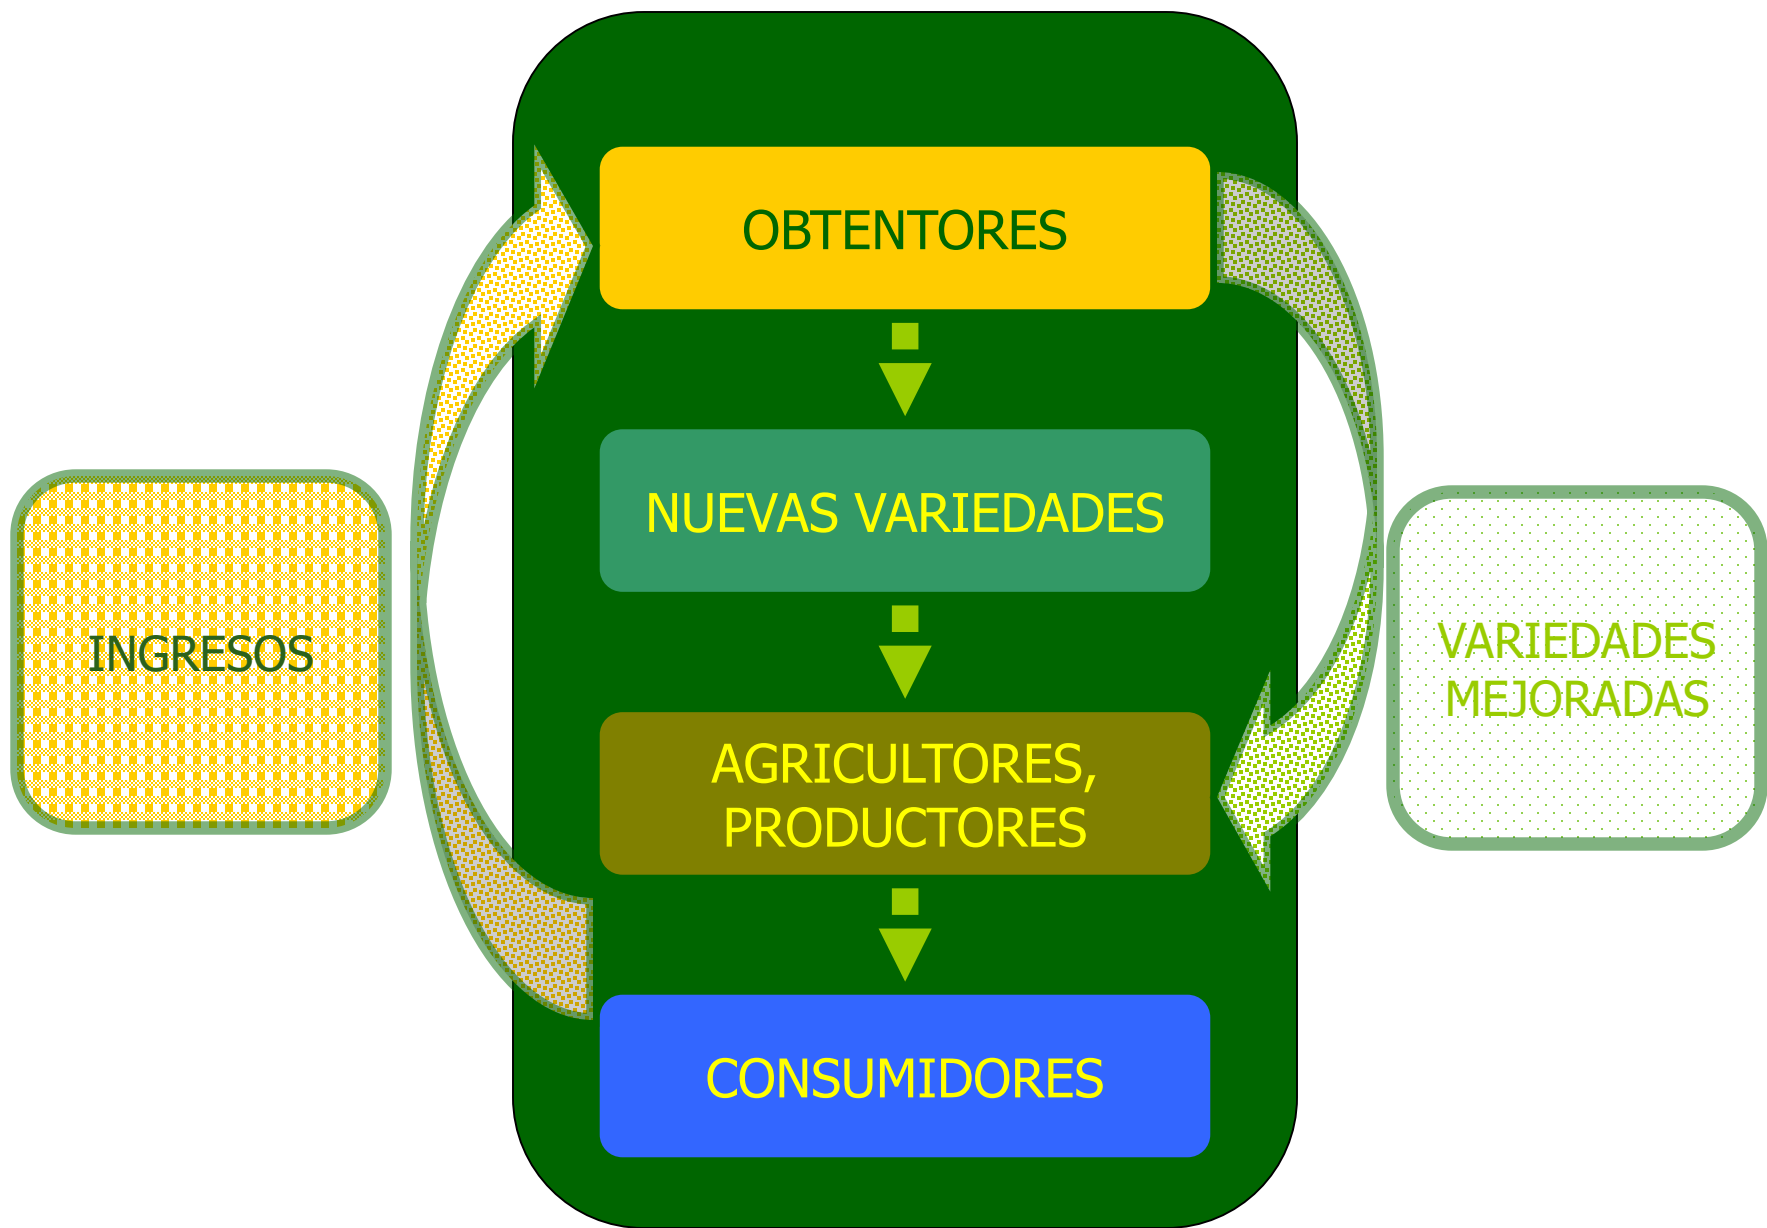 OBTENTORES
NUEVAS VARIEDADES
INGRESOS
VARIEDADES
MEJORADAS
AGRICULTORES,
PRODUCTORES
CONSUMIDORES